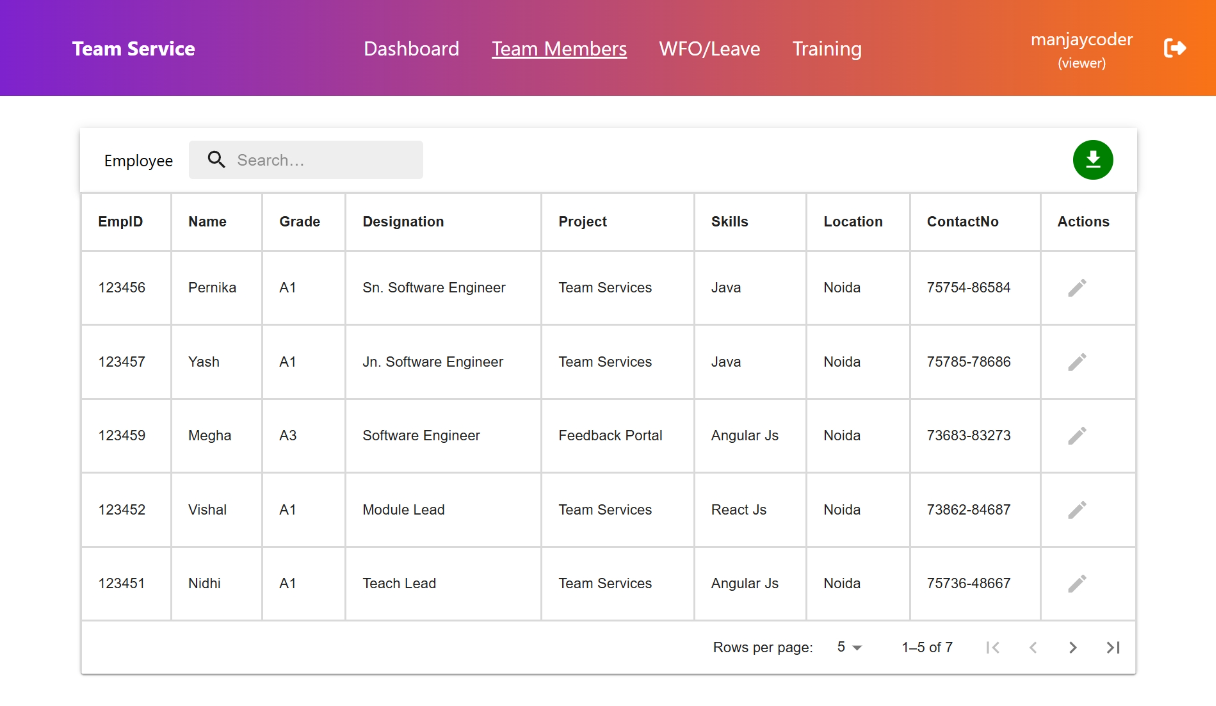 Team Service Dashboard Team Members WFO/Leave Training manjaycoder
(viewer)
Employee Search…
EmpID Name Grade Designation Project Skills Location ContactNo Actions
123456 Pernika A1 Sn. Software Engineer Team Services Java Noida 75754-86584
123457 Yash A1 Jn. Software Engineer Team Services Java Noida 75785-78686
123459 Megha A3 Software Engineer Feedback Portal Angular Js Noida 73683-83273
123452 Vishal A1 Module Lead Team Services React Js Noida 73862-84687
123451 Nidhi A1 Teach Lead Team Services Angular Js Noida 75736-48667
Rows per page: 5 1–5 of 7